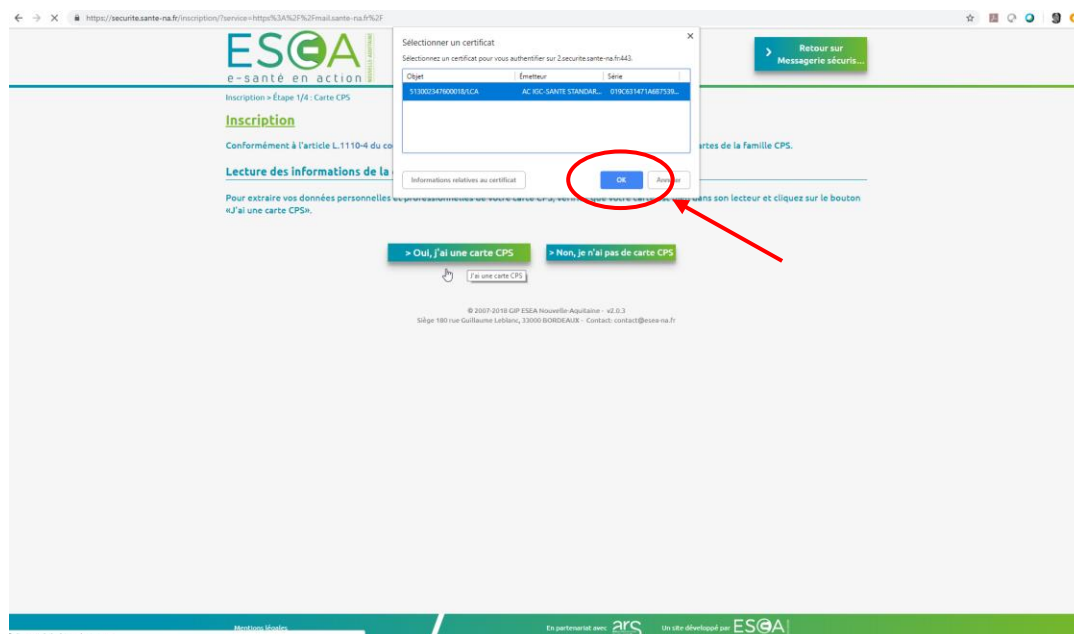 https://securite.sante-na.fr/inscription/?service=https%3A%2F%2Fmail.sante-na.fr%2F
ESEA
NOUVELLE-AQUITAINE
e-santé en action
Sélectionner un certificat
Sélectionnez un certificat pour vous authentifier sur 2.securite.sante-na.fr:443.
Objet Émetteur Série
513002347600018/LCA AC IGC-SANTE STANDAR... 019C631471A6B7539...
Informations relatives au certificat OK Annuler
Retour sur
Messagerie sécuris...
Inscription > Étape 1/4 : Carte CPS
Inscription
Conformément à l'article L.1110-4 du co artes de la famille CPS.
Lecture des informations de la
Pour extraire vos données personnelles et professionnelles de votre carte CPS, vérifiez que votre carte est bien dans son lecteur et cliquez sur le bouton
«J'ai une carte CPS».
> Oui, j'ai une carte CPS > Non, je n'ai pas de carte CPS
J'ai une carte CPS
© 2007-2018 GIP ESEA Nouvelle-Aquitaine - v2.0.3
Siège 180 rue Guillaume Leblanc, 33000 BORDEAUX - Contact: contact@esea-na.fr
Mentions légales En partenariat avec ars Un site développé par ESEA